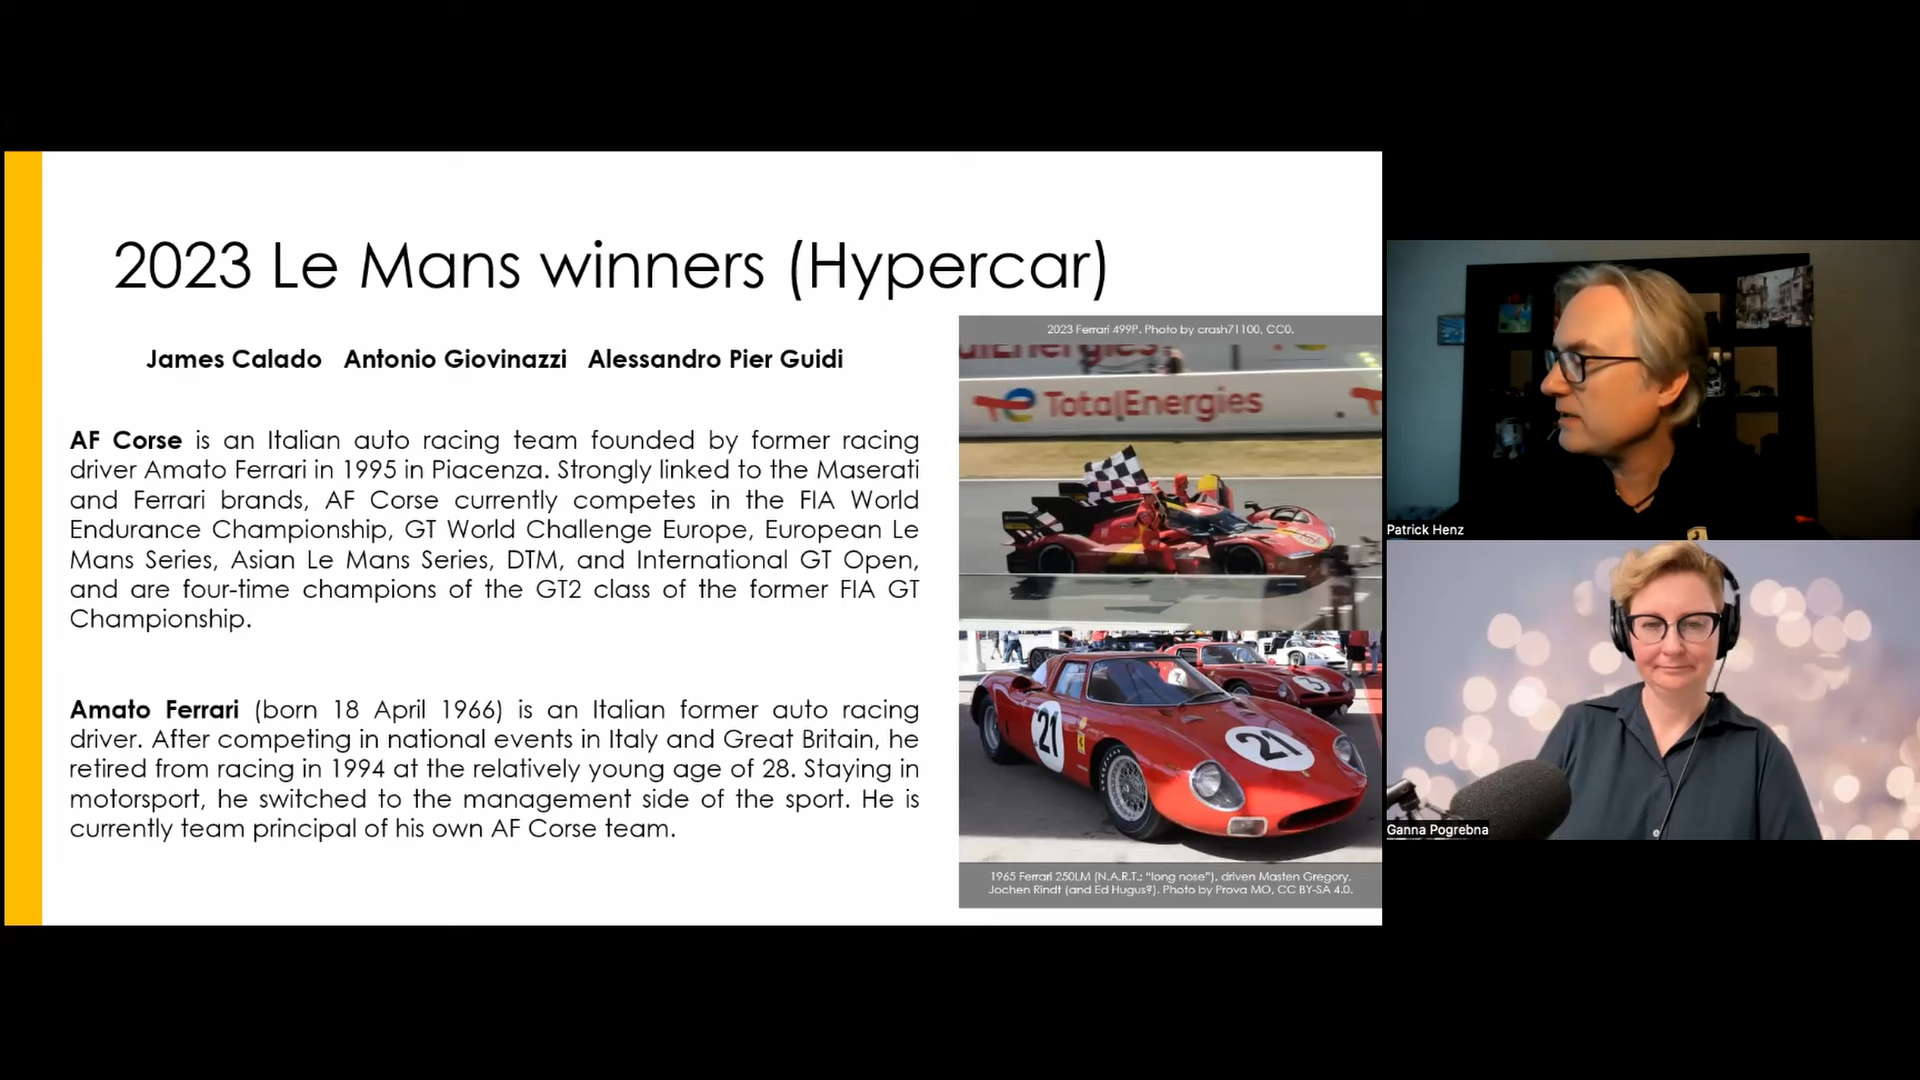 2023 Le Mans winners (Hypercar)
James Calado Antonio Giovinazzi Alessandro Pier Guidi
AF Corse is an Italian auto racing team founded by former racing
driver Amato Ferrari in 1995 in Piacenza. Strongly linked to the Maserati
and Ferrari brands, AF Corse currently competes in the FIA World
Endurance Championship, GT World Challenge Europe, European Le
Mans Series, Asian Le Mans Series, DTM, and International GT Open,
and are four-time champions of the GT2 class of the former FIA GT
Championship.
Amato Ferrari (born 18 April 1966) is an Italian former auto racing
driver. After competing in national events in Italy and Great Britain, he
retired from racing in 1994 at the relatively young age of 28. Staying in
motorsport, he switched to the management side of the sport. He is
currently team principal of his own AF Corse team.
2023 Ferrari 499P. Photo by crash71100, CC0.
TotalEnergies
21
21
3
1965 Ferrari 250LM (N.A.R.T.; "long nose"), driven Masten Gregory,
Jochen Rindt (and Ed Hugus?). Photo by Prova MO, CC BY-SA 4.0.
Patrick Henz
Ganna Pogrebna